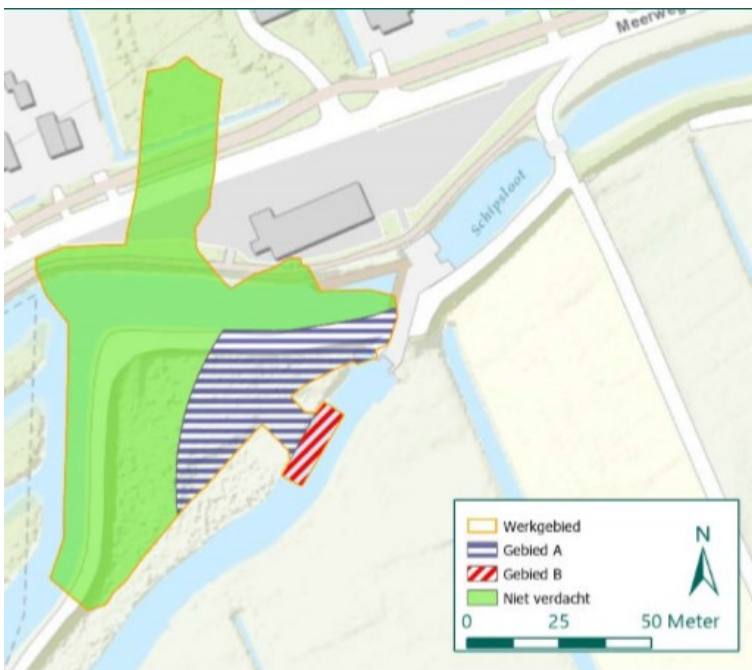 Meerweg
Schipsloot
Werkgebied
Gebied A
Gebied B
Niet verdacht
N
0 25 50 Meter